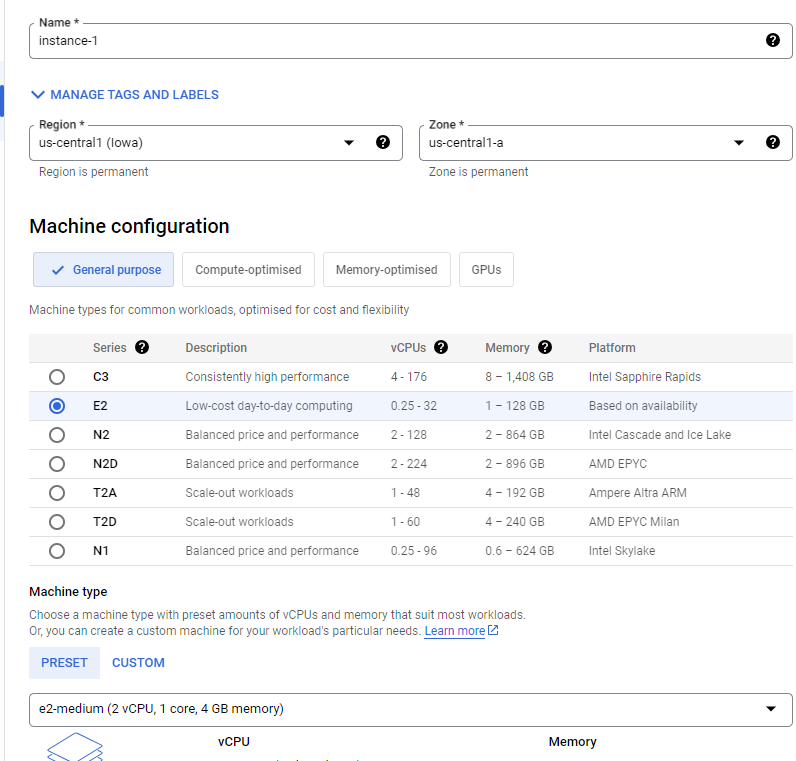 Name *
instance-1
MANAGE TAGS AND LABELS
Region *
us-central1 (Iowa)
Region is permanent
Zone *
us-central1-a
Zone is permanent
Machine configuration
General purpose Compute-optimised Memory-optimised GPUs
Machine types for common workloads, optimised for cost and flexibility
Series Description vCPUs Memory Platform
C3 Consistently high performance 4 - 176 8 – 1,408 GB Intel Sapphire Rapids
E2 Low-cost day-to-day computing 0.25 - 32 1 – 128 GB Based on availability
N2 Balanced price and performance 2 - 128 2 – 864 GB Intel Cascade and Ice Lake
N2D Balanced price and performance 2 - 224 2 – 896 GB AMD EPYC
T2A Scale-out workloads 1 - 48 4 – 192 GB Ampere Altra ARM
T2D Scale-out workloads 1 - 60 4 – 240 GB AMD EPYC Milan
N1 Balanced price and performance 0.25 - 96 0.6 – 624 GB Intel Skylake
Machine type
Choose a machine type with preset amounts of vCPUs and memory that suit most workloads.
Or, you can create a custom machine for your workload's particular needs. Learn more
PRESET CUSTOM
e2-medium (2 vCPU, 1 core, 4 GB memory)
vCPU Memory